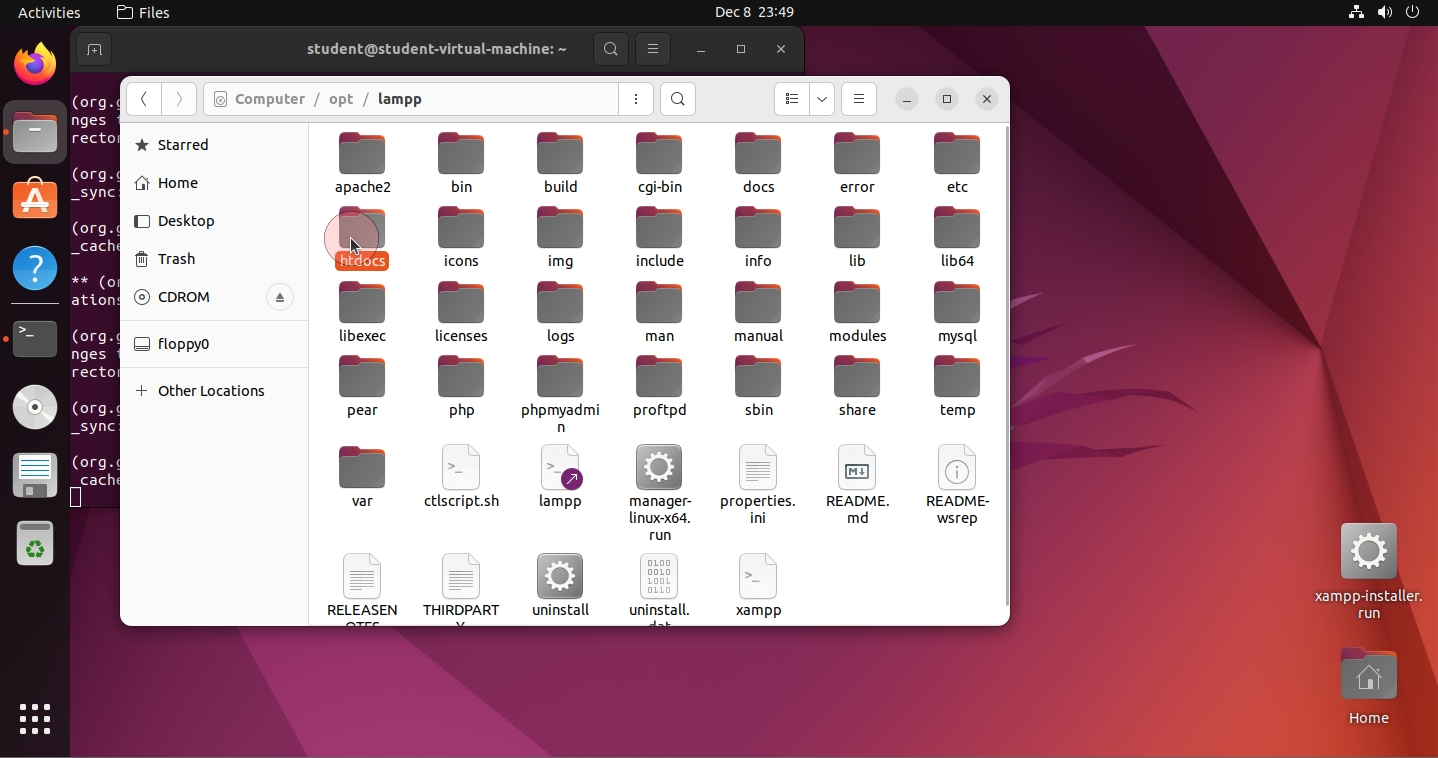 Activities Files Dec 8 23:49
student@student-virtual-machine: ~
Computer / opt / lampp
(org.g
nges t
rector
(org.g
_sync:
(org.g
_cache
** (or
ations
(org.g
nges t
rector
(org.g
_sync:
(org.g
_cache
Starred
Home
Desktop
Trash
CDROM
floppy0
Other Locations
apache2 bin build cgi-bin docs error etc
htdocs icons img include info lib lib64
libexec licenses logs man manual modules mysql
pear php phpmyadmi
n proftpd sbin share temp
var ctlscript.sh lampp manager-
linux-x64.
run properties.
ini README.
md README-
wsrep
RELEASEN
OTES THIRDPART
Y uninstall uninstall.
dat xampp
xampp-installer.
run
Home